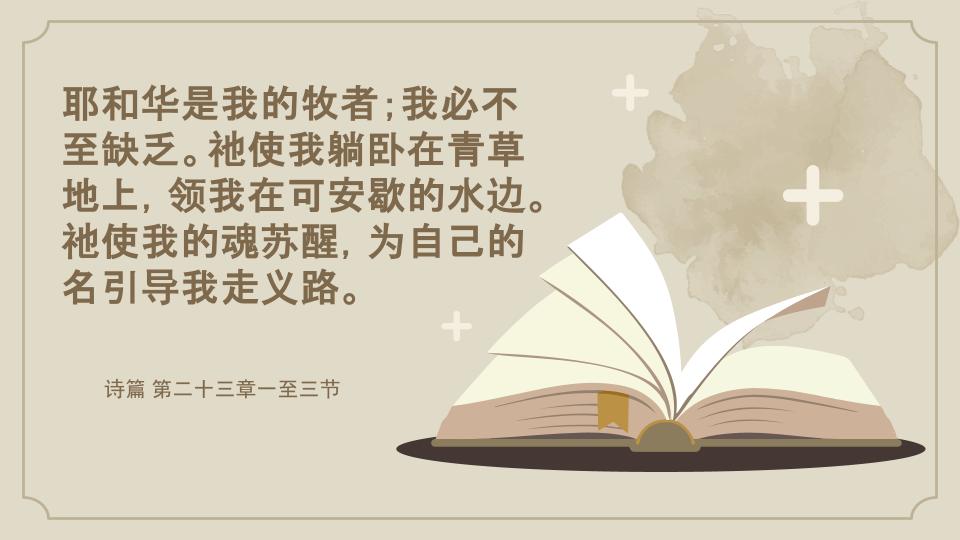 耶和华是我的牧者;我必不
至缺乏。祂使我躺卧在青草
地上, 领我在可安歇的水边。
祂使我的魂苏醒, 为自己的
名引导我走义路。
诗篇 第二十三章一至三节